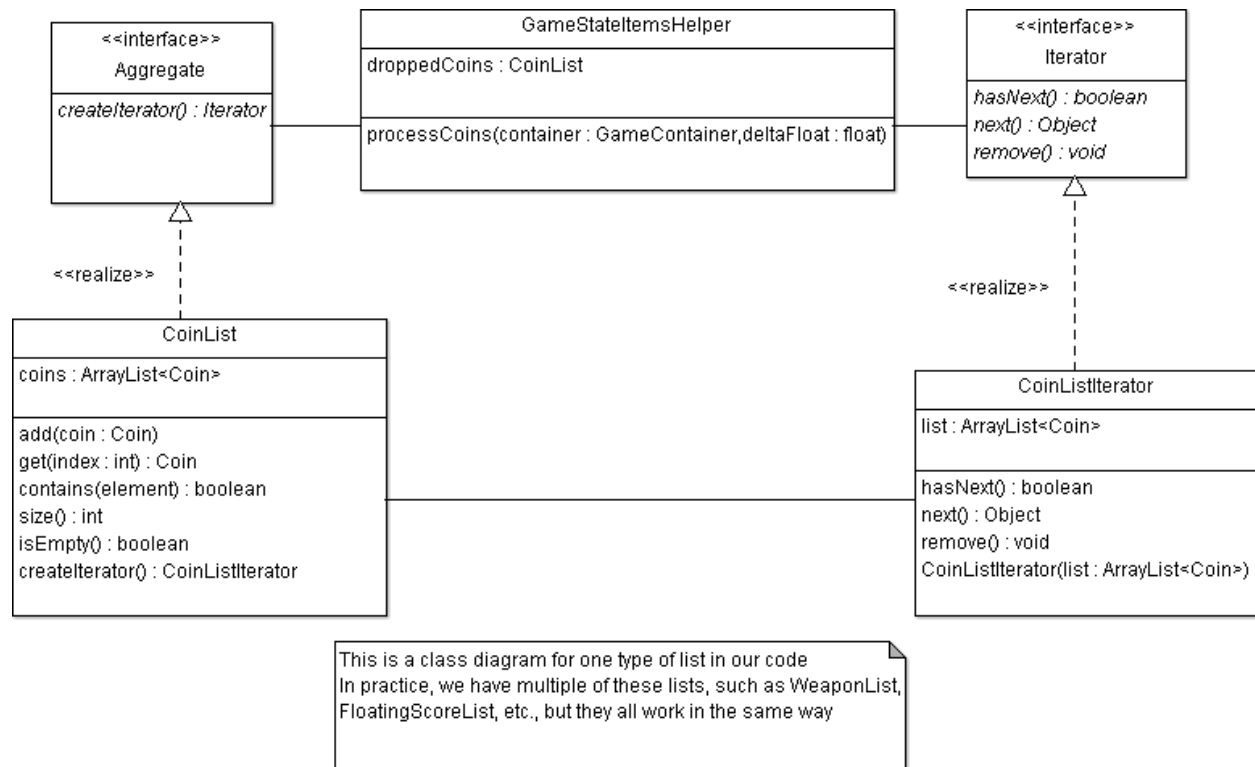 <<interface>>
Aggregate
createIterator() : Iterator
GameStateItemsHelper
droppedCoins : CoinList
processCoins(container : GameContainer,deltaFloat : float)
<<interface>>
Iterator
hasNext() : boolean
next() : Object
remove() : void
<<realize>>
<<realize>>
CoinList
coins : ArrayList<Coin>
add(coin : Coin)
get(index : int) : Coin
contains(element) : boolean
size() : int
isEmpty() : boolean
createIterator() : CoinListIterator
CoinListIterator
list : ArrayList<Coin>
hasNext() : boolean
next() : Object
remove() : void
CoinListIterator(list : ArrayList<Coin>)
This is a class diagram for one type of list in our code
In practice, we have multiple of these lists, such as WeaponList,
FloatingScoreList, etc., but they all work in the same way